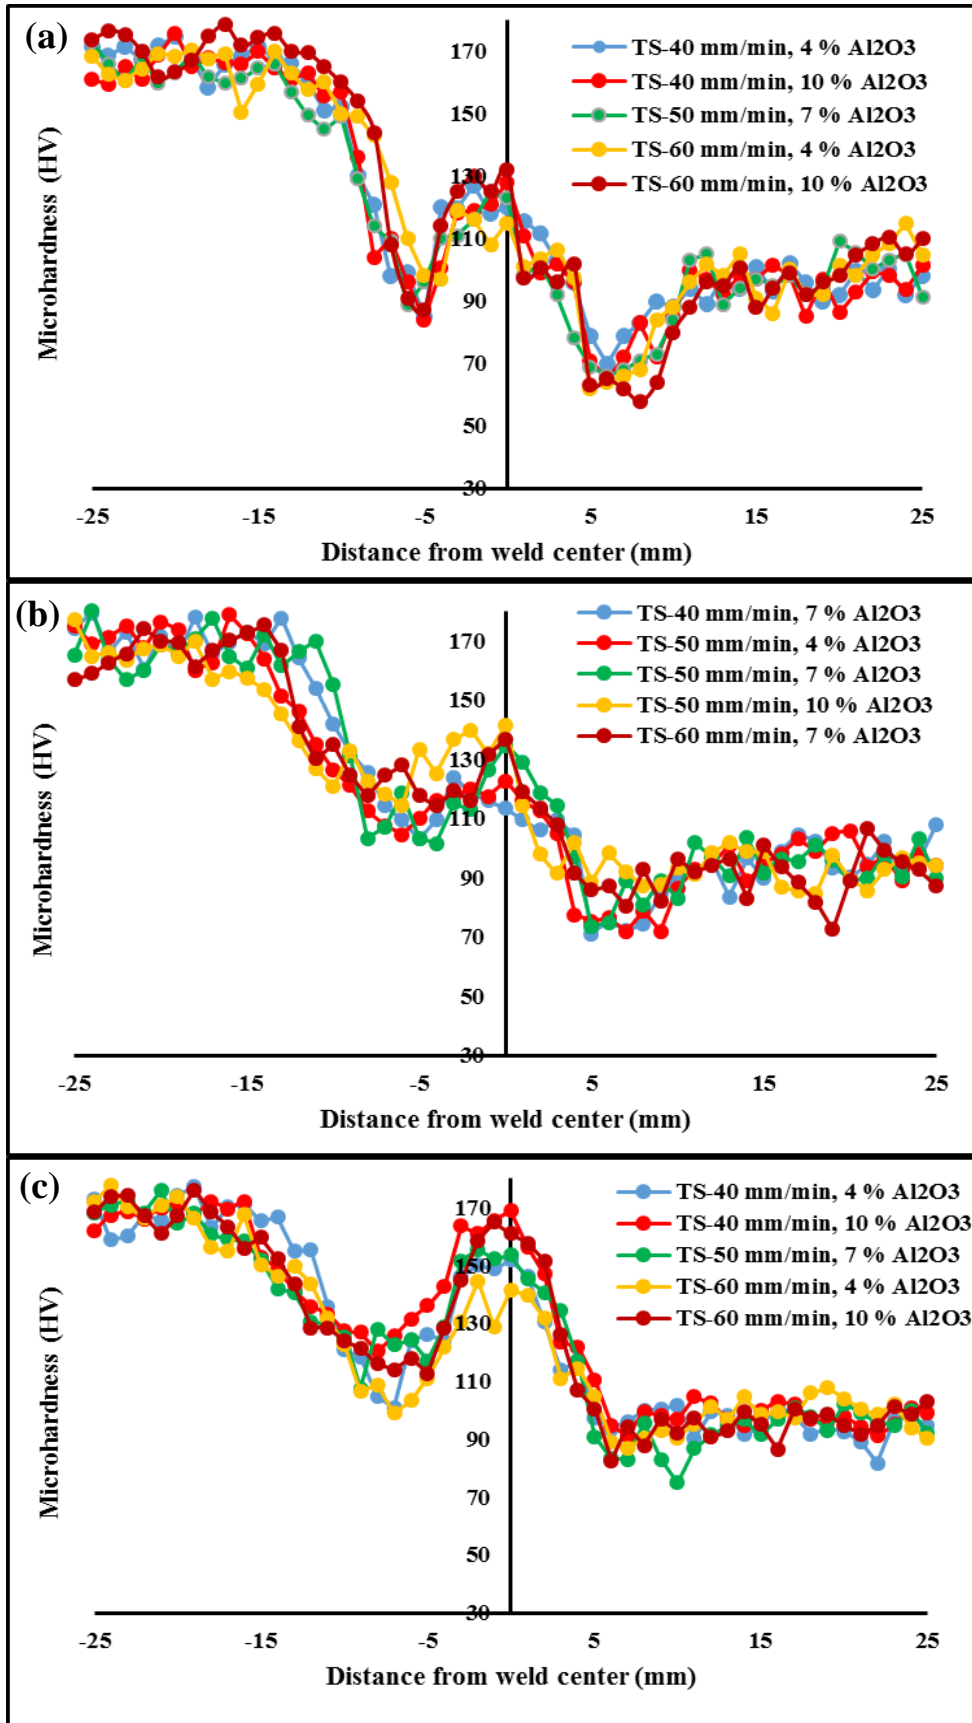 (a)
170
150
130
110
90
70
50
30
TS-40 mm/min, 4 % Al2O3
TS-40 mm/min, 10 % Al2O3
TS-50 mm/min, 7 % Al2O3
TS-60 mm/min, 4 % Al2O3
TS-60 mm/min, 10 % Al2O3
Microhardness (HV)
-25 -15 -5 5 15 25
Distance from weld center (mm)
(b)
170
150
130
110
90
70
50
30
TS-40 mm/min, 7 % Al2O3
TS-50 mm/min, 4 % Al2O3
TS-50 mm/min, 7 % Al2O3
TS-50 mm/min, 10 % Al2O3
TS-60 mm/min, 7 % Al2O3
Microhardness (HV)
-25 -15 -5 5 15 25
Distance from weld center (mm)
(c)
170
150
130
110
90
70
50
30
TS-40 mm/min, 4 % Al2O3
TS-40 mm/min, 10 % Al2O3
TS-50 mm/min, 7 % Al2O3
TS-60 mm/min, 4 % Al2O3
TS-60 mm/min, 10 % Al2O3
Microhardness (HV)
-25 -15 -5 5 15 25
Distance from weld center (mm)